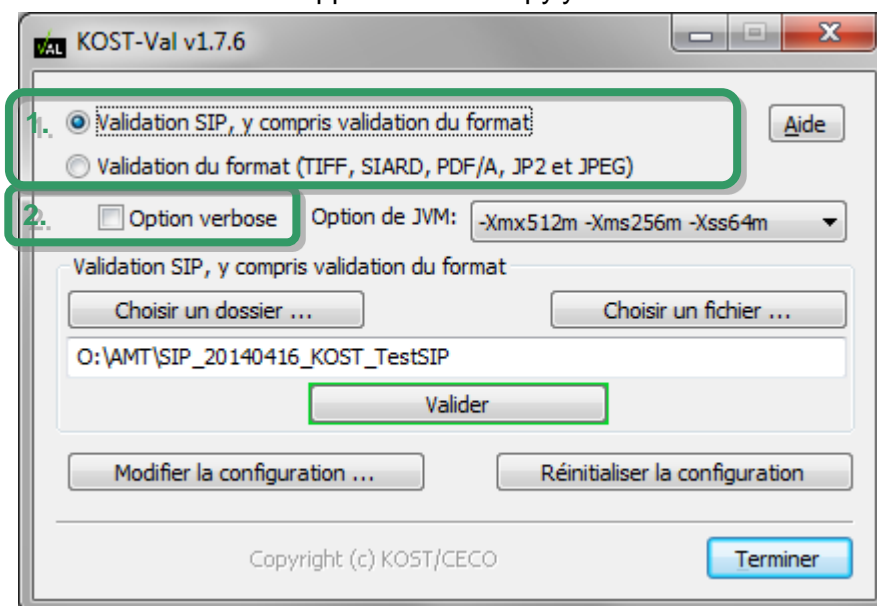 VAL KOST-Val v1.7.6
1. Validation SIP, y compris validation du format
Aide
Validation du format (TIFF, SIARD, PDF/A, JP2 et JPEG)
2. Option verbose Option de JVM: -Xmx512m -Xms256m -Xss64m
Validation SIP, y compris validation du format
Choisir un dossier ... Choisir un fichier ...
O:\AMT\SIP_20140416_KOST_TestSIP
Valider
Modifier la configuration ... Réinitialiser la configuration
Copyright (c) KOST/CECO Terminer